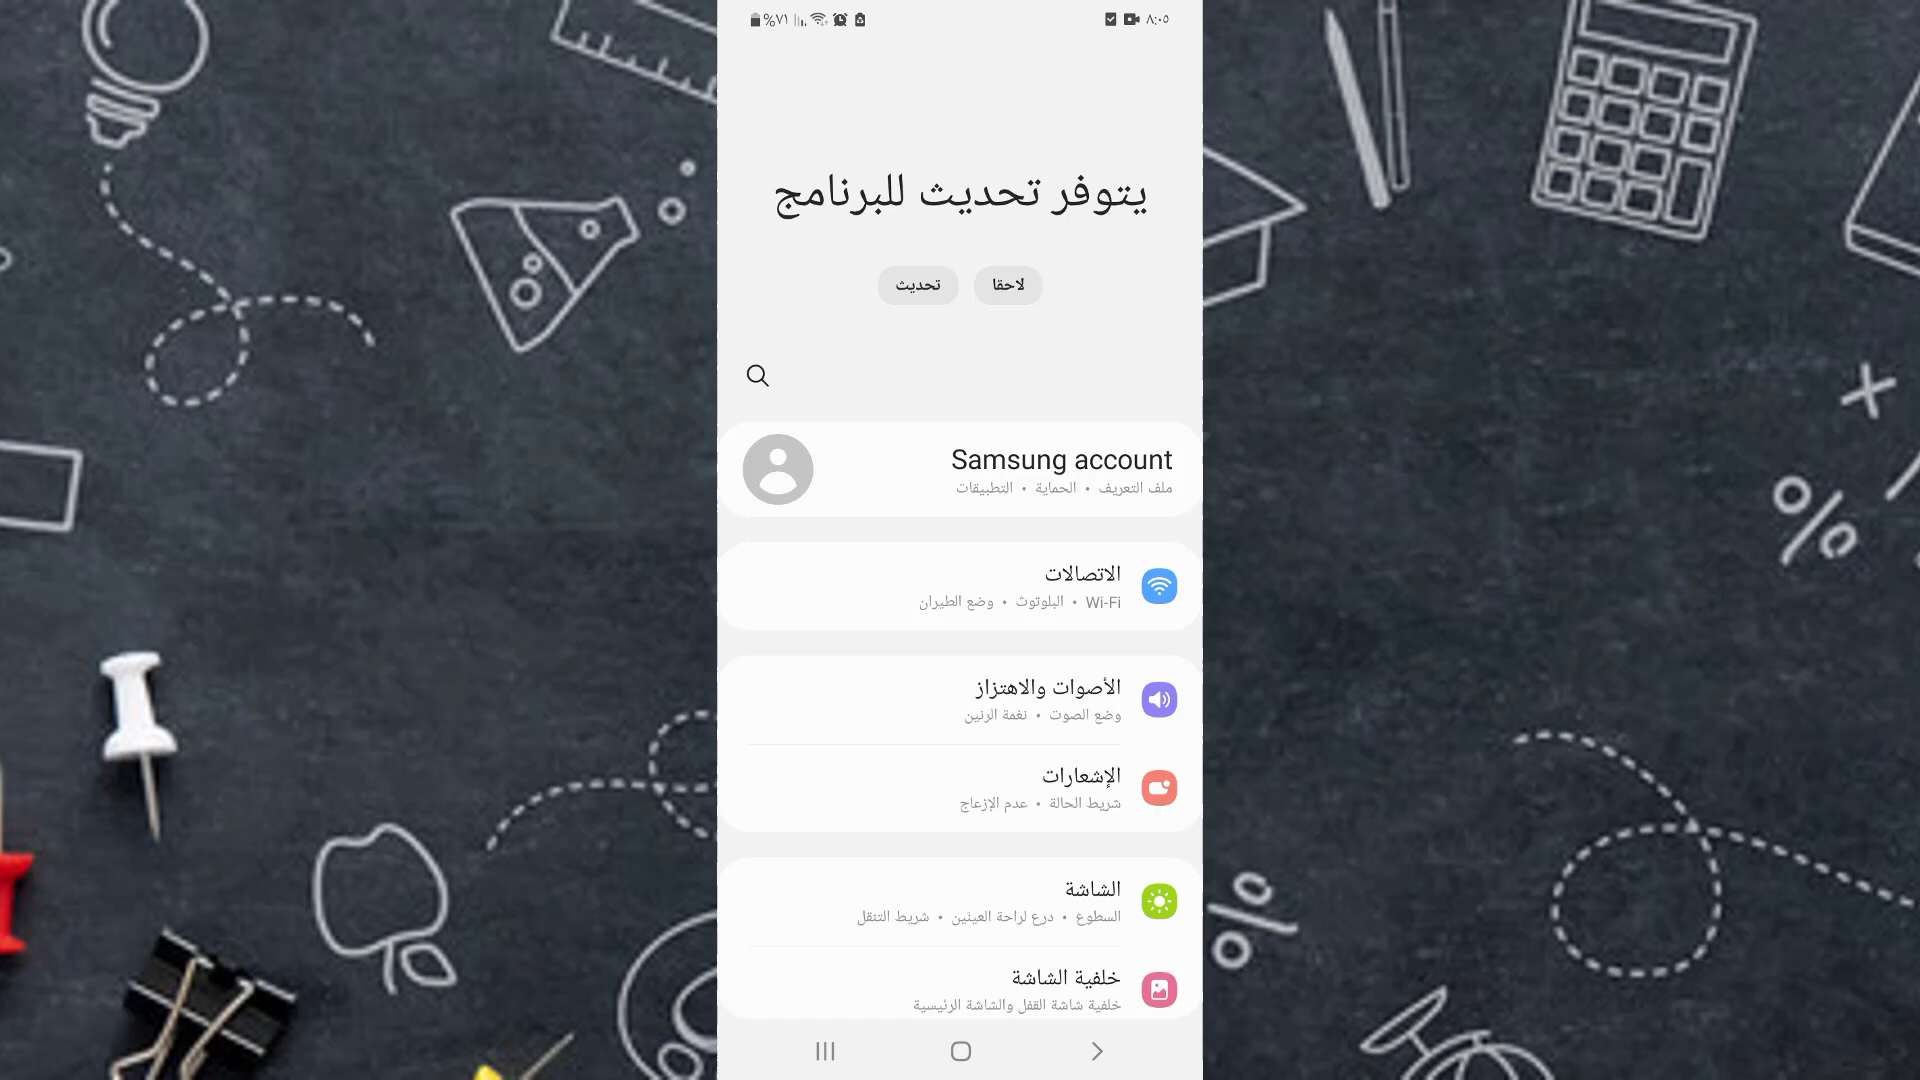 ٨:٠٥ %٧١
يتوفر تحديث للبرنامج
لاحقا تحديث
Samsung account
ملف التعريف • الحماية • التطبيقات
الاتصالات
Wi-Fi • البلوتوث • وضع الطيران
الأصوات والاهتزاز
وضع الصوت • نغمة الرنين
الإشعارات
شريط الحالة • عدم الإزعاج
الشاشة
السطوع • درع لراحة العينين • شريط التنقل
خلفية الشاشة
خلفية شاشة القفل والشاشة الرئيسية